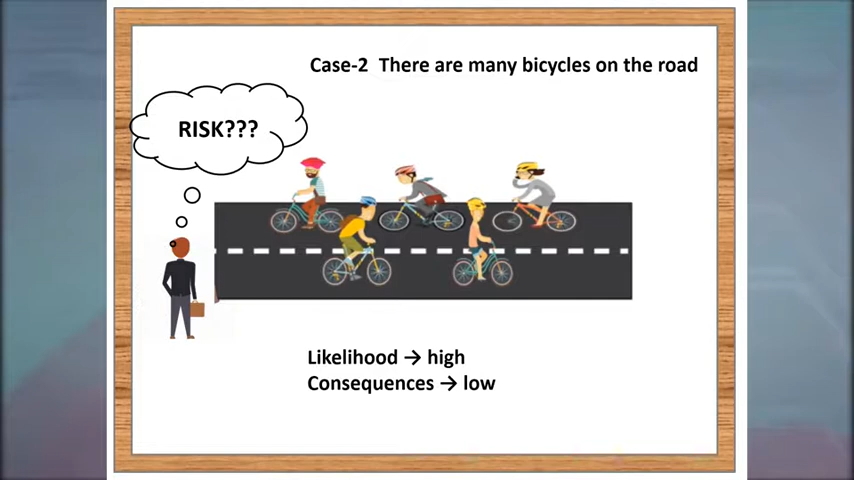 Case-2 There are many bicycles on the road
RISK???
Likelihood → high
Consequences → low